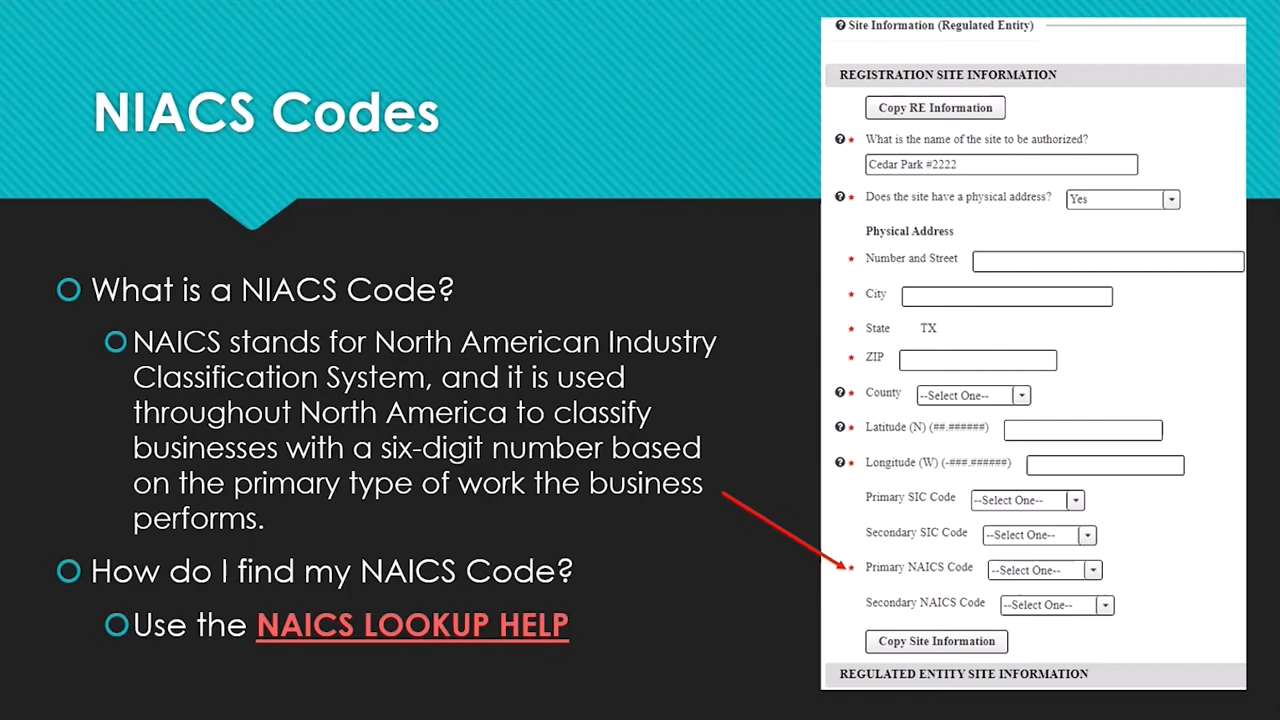 NIACS Codes
What is a NIACS Code?
NAICS stands for North American Industry
Classification System, and it is used
throughout North America to classify
businesses with a six-digit number based
on the primary type of work the business
performs.
How do I find my NAICS Code?
Use the NAICS LOOKUP HELP
Site Information (Regulated Entity)
REGISTRATION SITE INFORMATION
Copy RE Information
What is the name of the site to be authorized?
Cedar Park #2222
Does the site have a physical address? Yes
Physical Address
Number and Street
City
State TX
ZIP
County --Select One--
Latitude (N) (##.######)
Longitude (W) (-###.######)
Primary SIC Code --Select One--
Secondary SIC Code --Select One--
Primary NAICS Code --Select One--
Secondary NAICS Code --Select One--
Copy Site Information
REGULATED ENTITY SITE INFORMATION